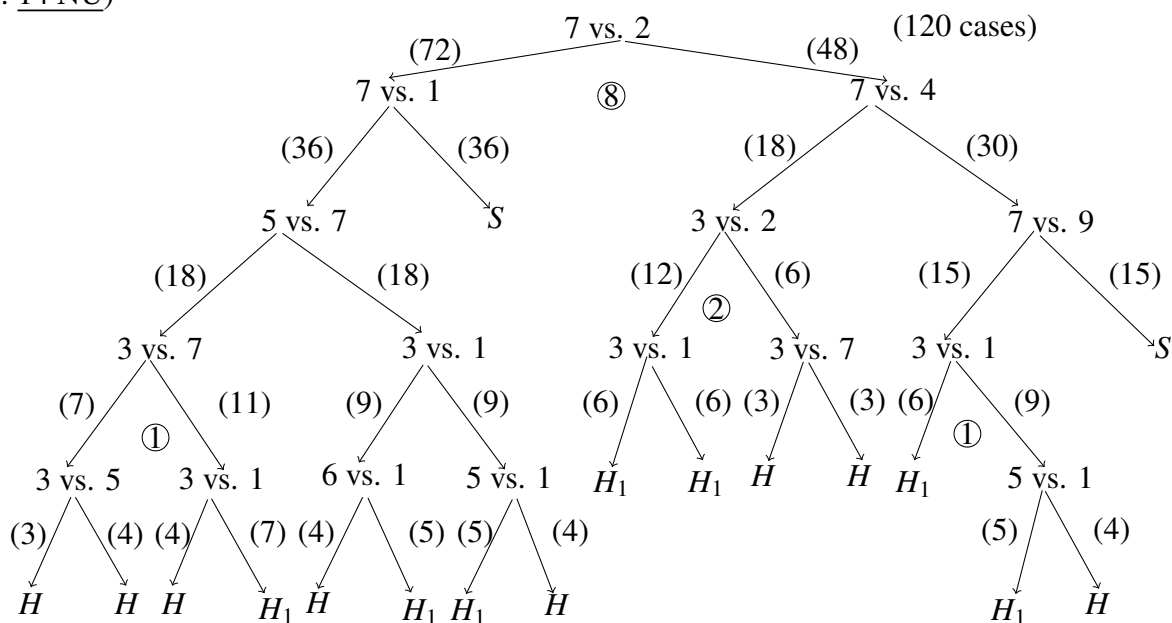 14 NU)
7 vs. 2 (120 cases)
(72) (48)
7 vs. 1 ⑧ 7 vs. 4
(36) (36) (18) (30)
5 vs. 7 S 3 vs. 2 7 vs. 9
(18) (18) (12) (6) (15) (15)
②
3 vs. 7 3 vs. 1 3 vs. 1 3 vs. 7 3 vs. 1 S
(7) (11) (9) (9) (6) (6) (3) (3) (6) (9)
① ①
3 vs. 5 3 vs. 1 6 vs. 1 5 vs. 1 H₁ H₁ H H H₁ 5 vs. 1
(3) (4) (4) (7) (4) (5) (5) (4) (5) (4)
H H H H₁ H H₁ H₁ H H₁ H